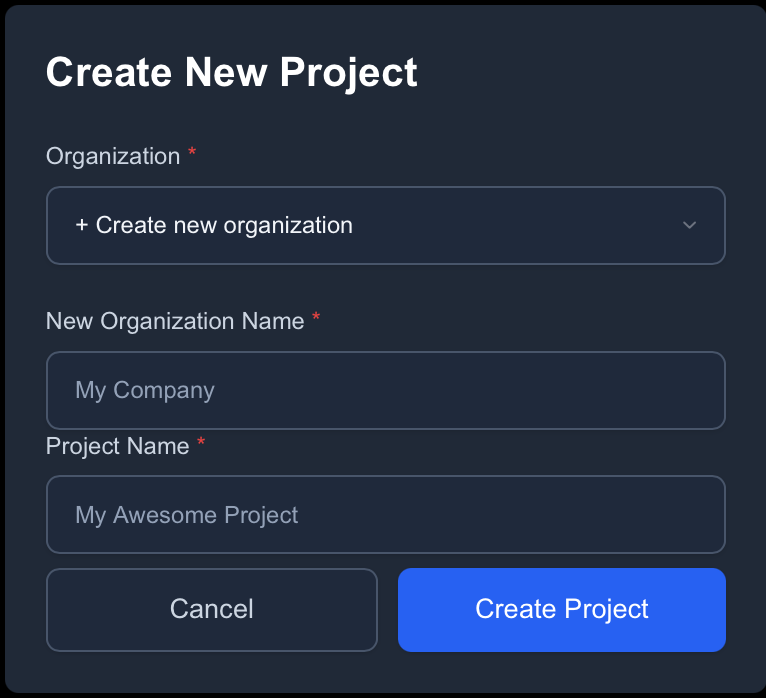 Create New Project
Organization *
+ Create new organization
New Organization Name *
My Company
Project Name *
My Awesome Project
Cancel
Create Project